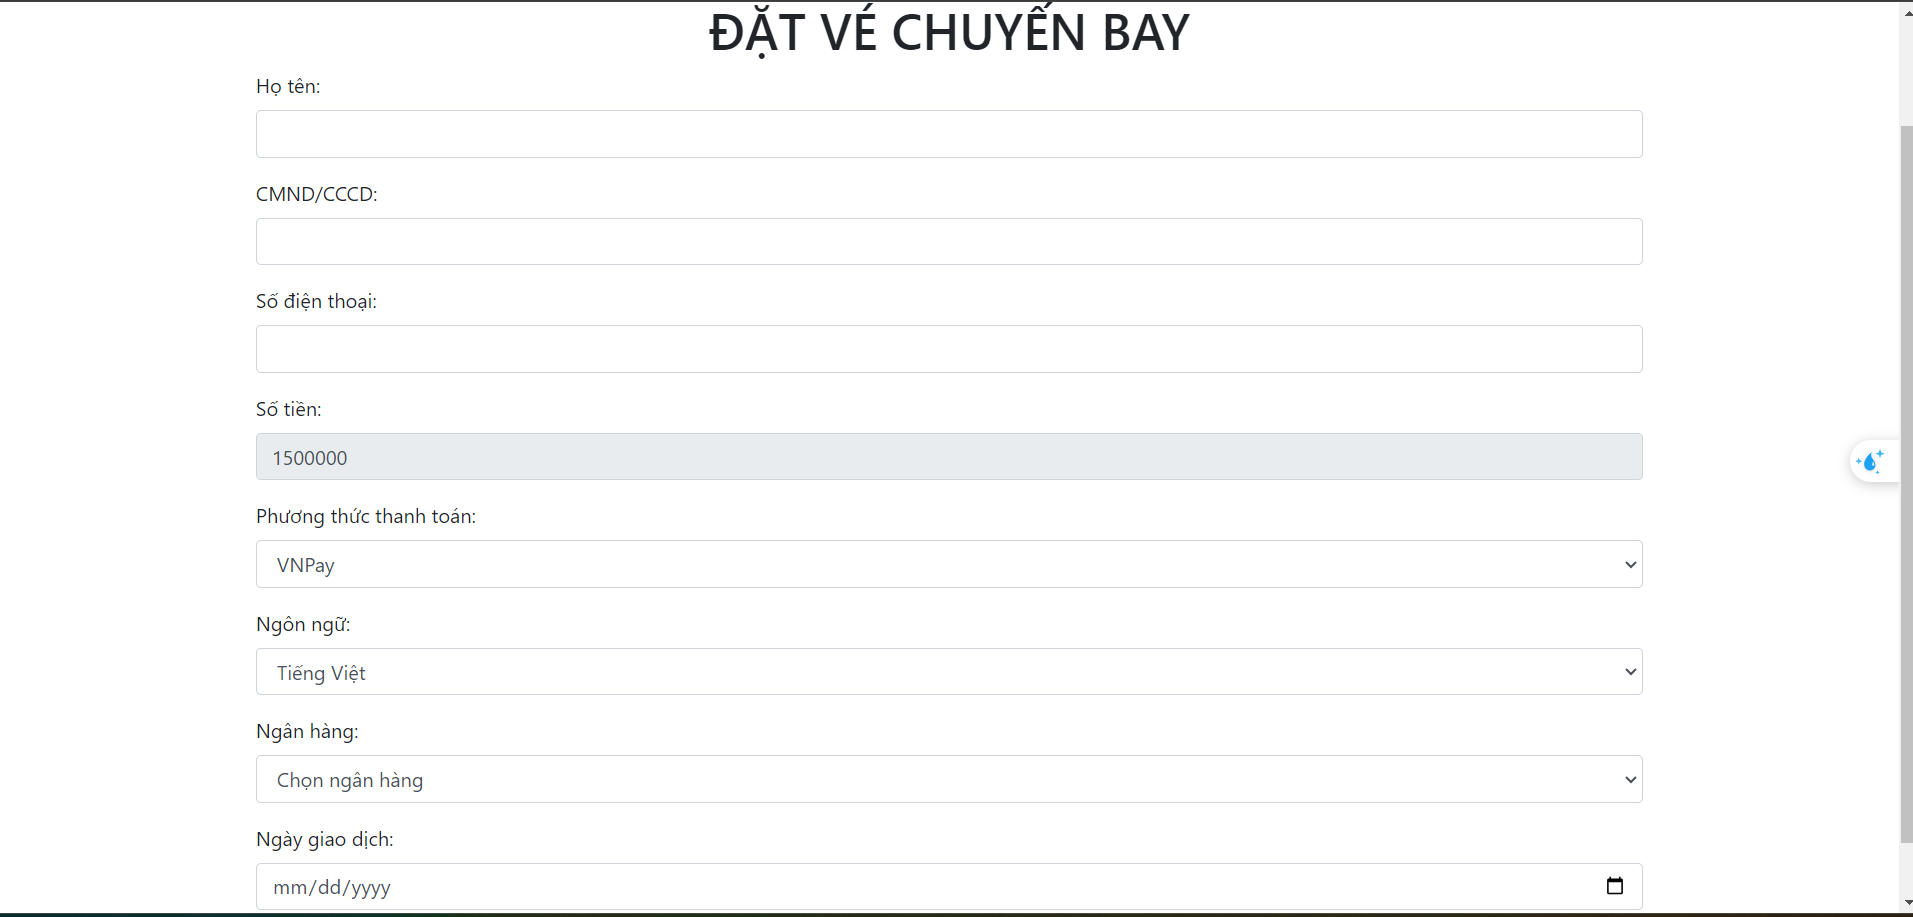 ĐẶT VÉ CHUYẾN BAY
Họ tên:
CMND/CCCD:
Số điện thoại:
Số tiền:
1500000
Phương thức thanh toán:
VNPay
Ngôn ngữ:
Tiếng Việt
Ngân hàng:
Chọn ngân hàng
Ngày giao dịch:
mm/dd/yyyy